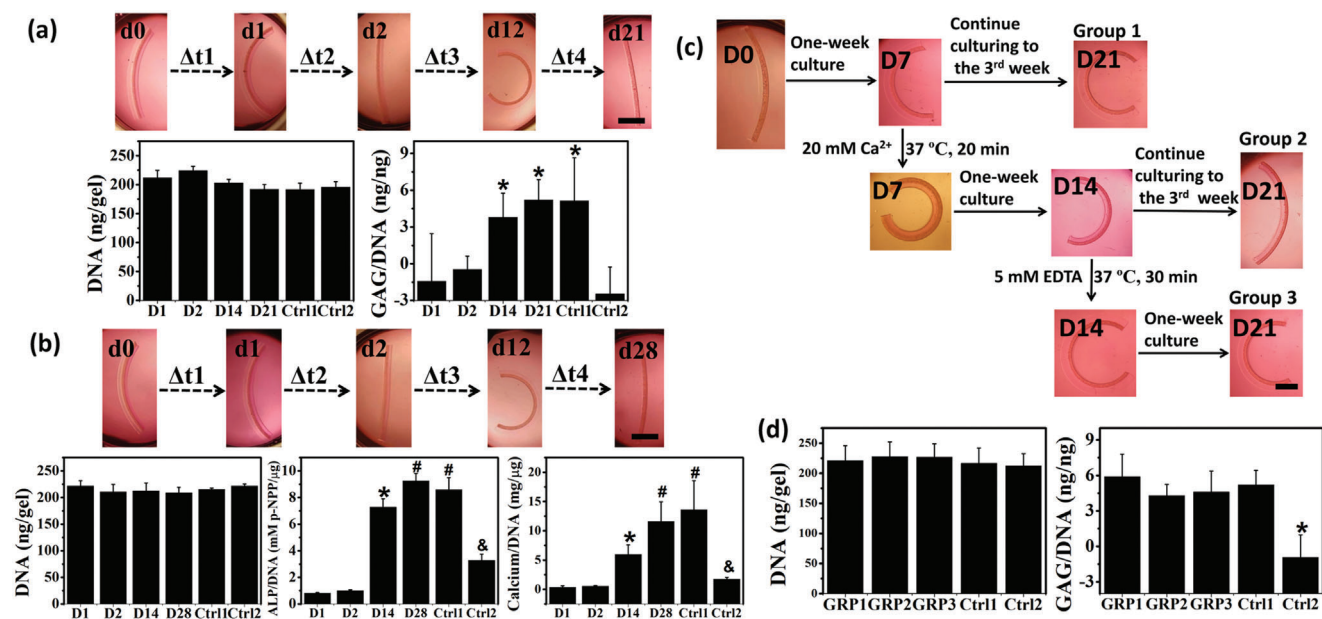 (a)
d0
d1
d2
d12
d21
Δt1
Δt2
Δt3
Δt4
DNA (ng/gel)
250
200
150
100
50
0
D1 D2 D14 D21 Ctrl1 Ctrl2
GAG/DNA (ng/ng)
9
6
3
0
-3
* * *
D1 D2 D14 D21 Ctrl1 Ctrl2
(b)
d0
d1
d2
d12
d28
Δt1
Δt2
Δt3
Δt4
DNA (ng/gel)
250
200
150
100
50
0
D1 D2 D14 D28 Ctrl1 Ctrl2
ALP/DNA (mM p-NPP/μg)
10
8
6
4
2
0
* # # &
D1 D2 D14 D28 Ctrl1 Ctrl2
Calcium/DNA (mg/μg)
20
15
10
5
0
* # # &
D1 D2 D14 D28 Ctrl1 Ctrl2
(c)
D0
One-week
culture
D7
Continue
culturing to
the 3rd week
Group 1
D21
20 mM Ca²⁺ 37 ºC, 20 min
D7
One-week
culture
D14
Continue
culturing to
the 3rd week
Group 2
D21
5 mM EDTA 37 ºC, 30 min
D14
One-week
culture
Group 3
D21
(d)
DNA (ng/gel)
300
250
200
150
100
50
0
GRP1 GRP2 GRP3 Ctrl1 Ctrl2
GAG/DNA (ng/ng)
9
6
3
0
-3
*
GRP1 GRP2 GRP3 Ctrl1 Ctrl2